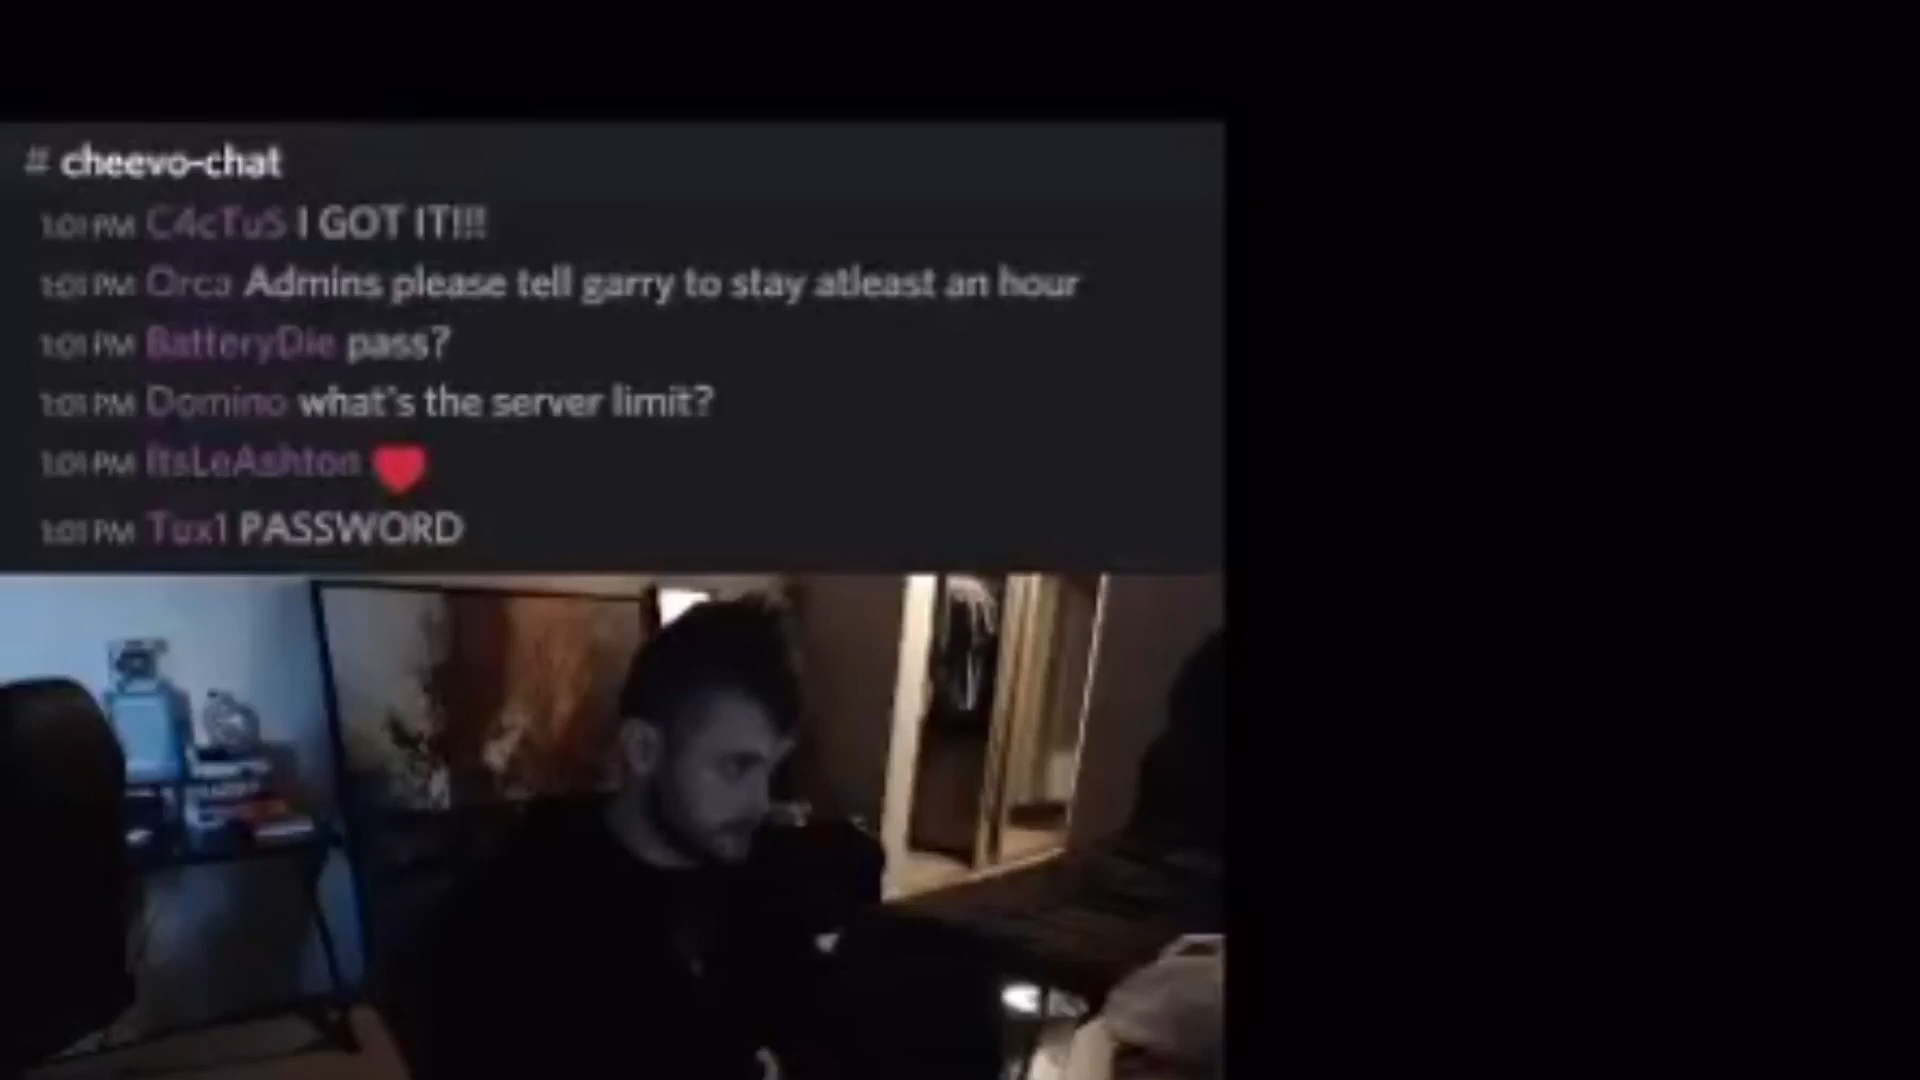 # cheevo-chat
1:01 PM C4cTuS I GOT IT!!!
1:01 PM Orca Admins please tell garry to stay atleast an hour
1:01 PM BatteryDie pass?
1:01 PM Domino what's the server limit?
1:01 PM ItsLeAshton ❤
1:01 PM Tux1 PASSWORD